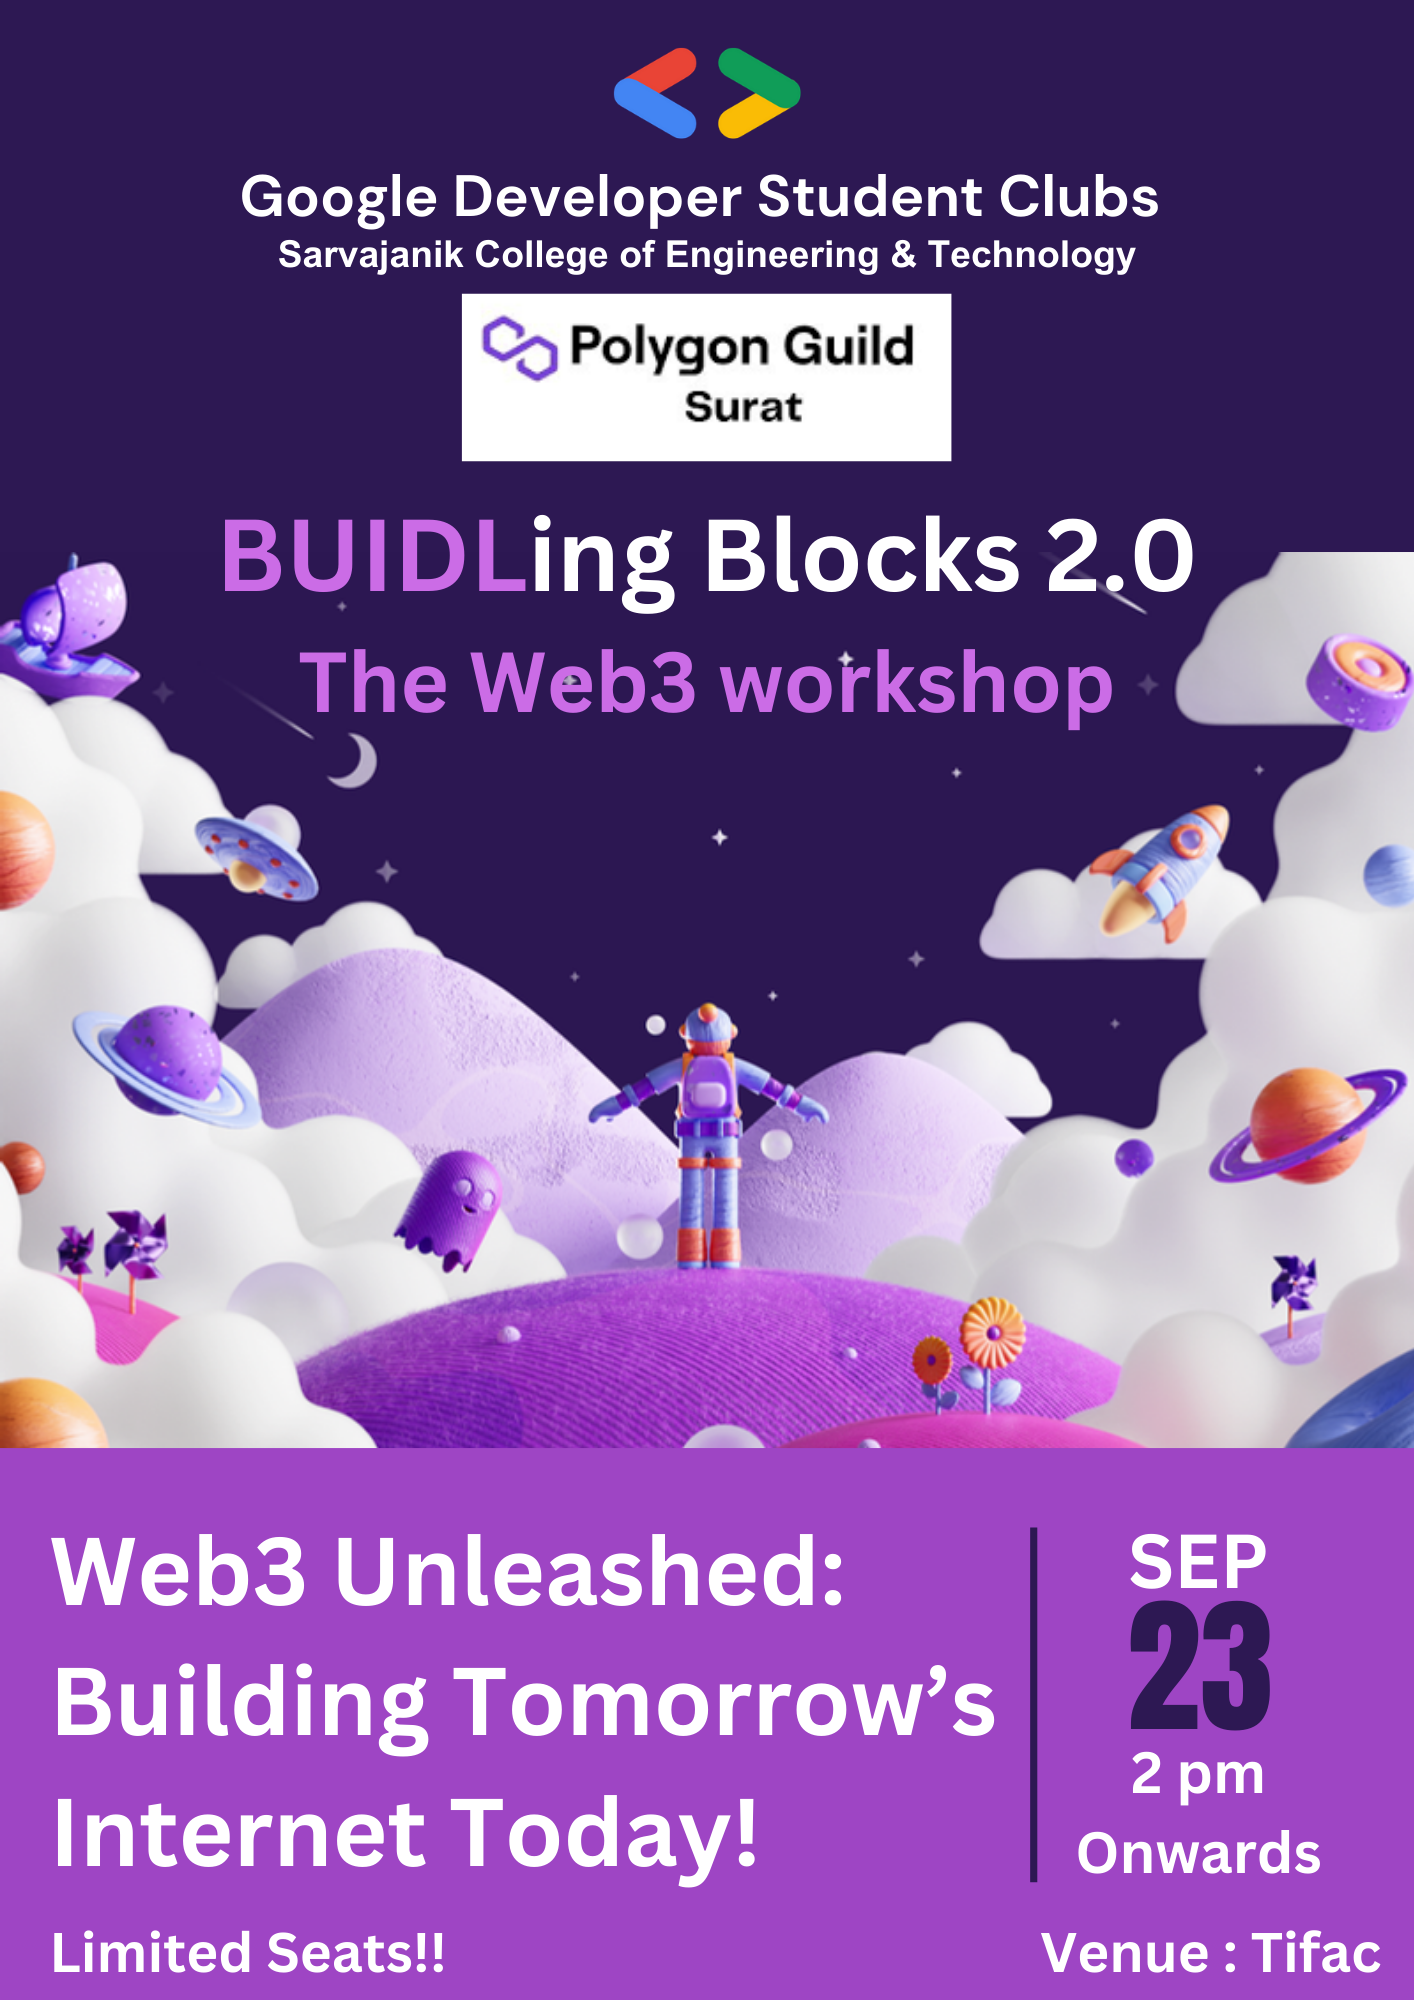 Google Developer Student Clubs
Sarvajanik College of Engineering & Technology
Polygon Guild
Surat
BUIDLing Blocks 2.0
The Web3 workshop
Web3 Unleashed:
Building Tomorrow’s
Internet Today!
SEP
23
2 pm
Onwards
Limited Seats!!
Venue : Tifac